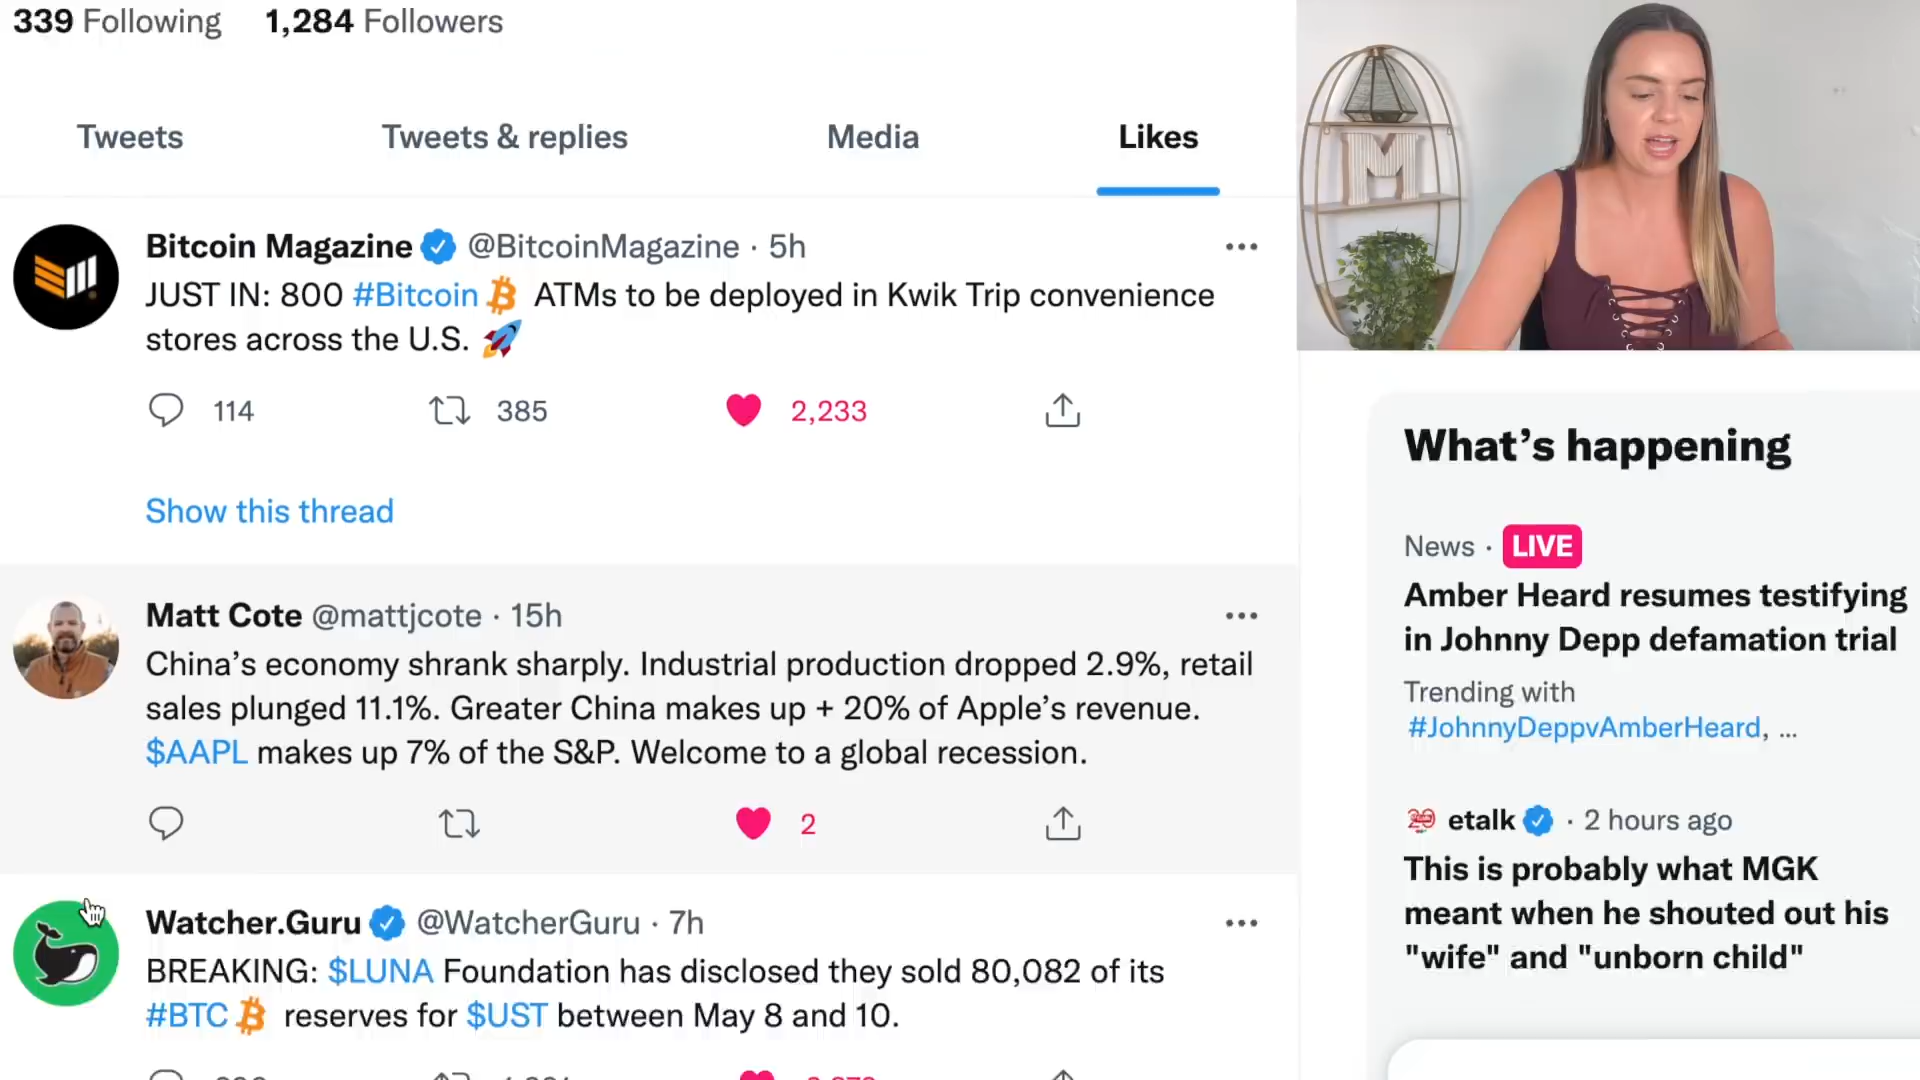 339 Following 1,284 Followers
Tweets Tweets & replies Media Likes
Bitcoin Magazine @BitcoinMagazine · 5h
JUST IN: 800 #Bitcoin ATMs to be deployed in Kwik Trip convenience
stores across the U.S. 🚀
114 385 2,233
Show this thread
Matt Cote @mattjcote · 15h
China’s economy shrank sharply. Industrial production dropped 2.9%, retail
sales plunged 11.1%. Greater China makes up + 20% of Apple’s revenue.
$AAPL makes up 7% of the S&P. Welcome to a global recession.
2
Watcher.Guru @WatcherGuru · 7h
BREAKING: $LUNA Foundation has disclosed they sold 80,082 of its
#BTC reserves for $UST between May 8 and 10.
M
What’s happening
News · LIVE
Amber Heard resumes testifying
in Johnny Depp defamation trial
Trending with
#JohnnyDeppvAmberHeard, ...
etalk · 2 hours ago
This is probably what MGK
meant when he shouted out his
"wife" and "unborn child"